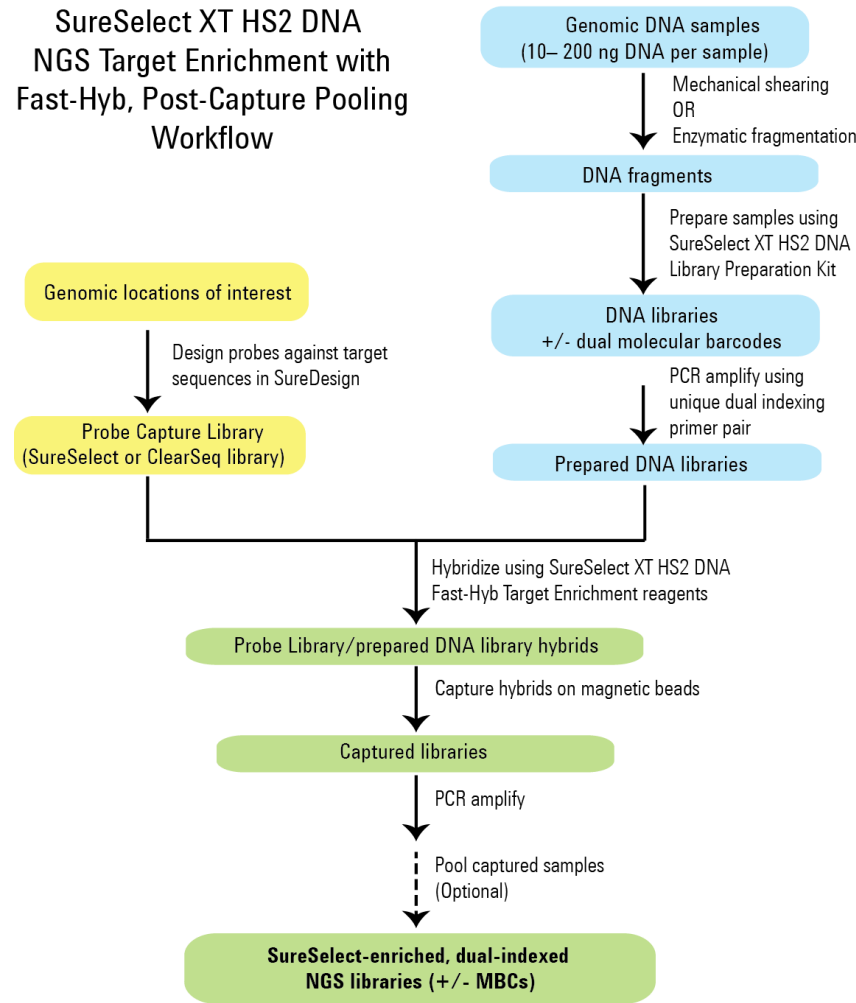 SureSelect XT HS2 DNA
NGS Target Enrichment with
Fast-Hyb, Post-Capture Pooling
Workflow
Genomic DNA samples
(10– 200 ng DNA per sample)
Mechanical shearing
OR
Enzymatic fragmentation
DNA fragments
Prepare samples using
SureSelect XT HS2 DNA
Library Preparation Kit
DNA libraries
+/- dual molecular barcodes
PCR amplify using
unique dual indexing
primer pair
Prepared DNA libraries
Genomic locations of interest
Design probes against target
sequences in SureDesign
Probe Capture Library
(SureSelect or ClearSeq library)
Hybridize using SureSelect XT HS2 DNA
Fast-Hyb Target Enrichment reagents
Probe Library/prepared DNA library hybrids
Capture hybrids on magnetic beads
Captured libraries
PCR amplify
Pool captured samples
(Optional)
SureSelect-enriched, dual-indexed
NGS libraries (+/- MBCs)